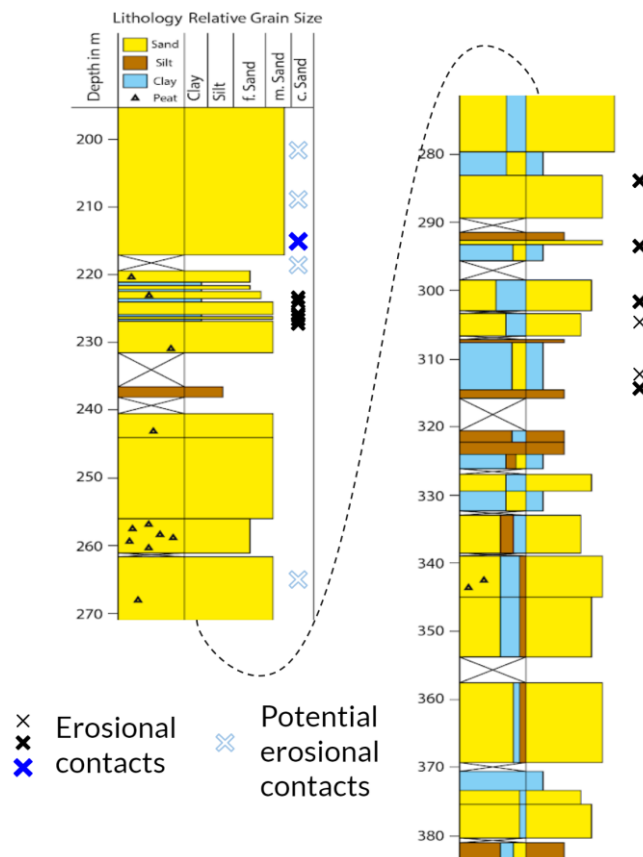 Lithology Relative Grain Size
Depth in m
Sand
Silt
Clay
Peat
Clay
Silt
f. Sand
m. Sand
c. Sand
200
210
220
230
240
250
260
270
280
290
300
310
320
330
340
350
360
370
380
Erosional
contacts
Potential
erosional
contacts